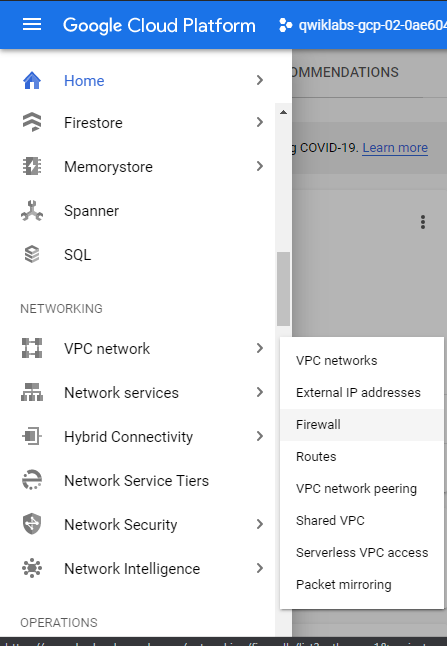 Google Cloud Platform
qwiklabs-gcp-02-0ae604
Home
OMMENDATIONS
Firestore
g COVID-19. Learn more
Memorystore
Spanner
SQL
NETWORKING
VPC network
Network services
Hybrid Connectivity
Network Service Tiers
Network Security
Network Intelligence
OPERATIONS
VPC networks
External IP addresses
Firewall
Routes
VPC network peering
Shared VPC
Serverless VPC access
Packet mirroring